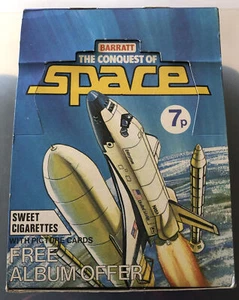 BARRATT
THE CONQUEST OF
space
7p
SWEET
CIGARETTES
WITH PICTURE CARDS
FREE
ALBUM OFFER